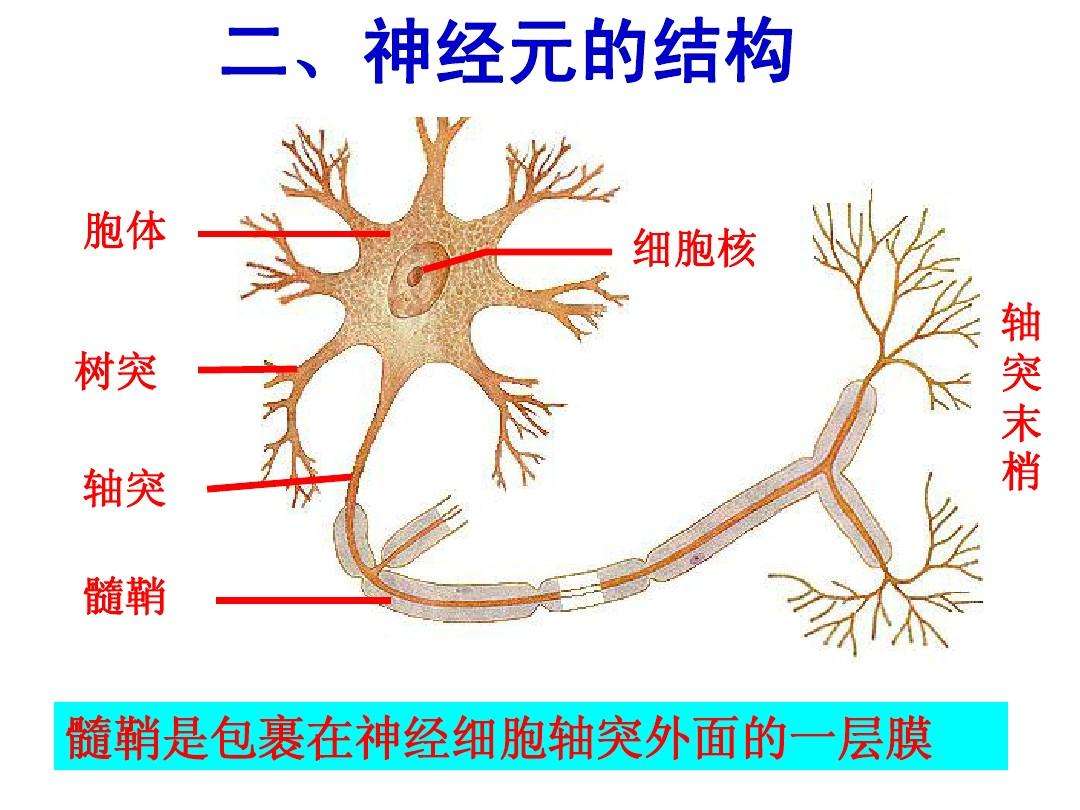 二、神经元的结构
胞体
细胞核
树突
轴突
髓鞘
轴突末梢
髓鞘是包裹在神经细胞轴突外面的一层膜